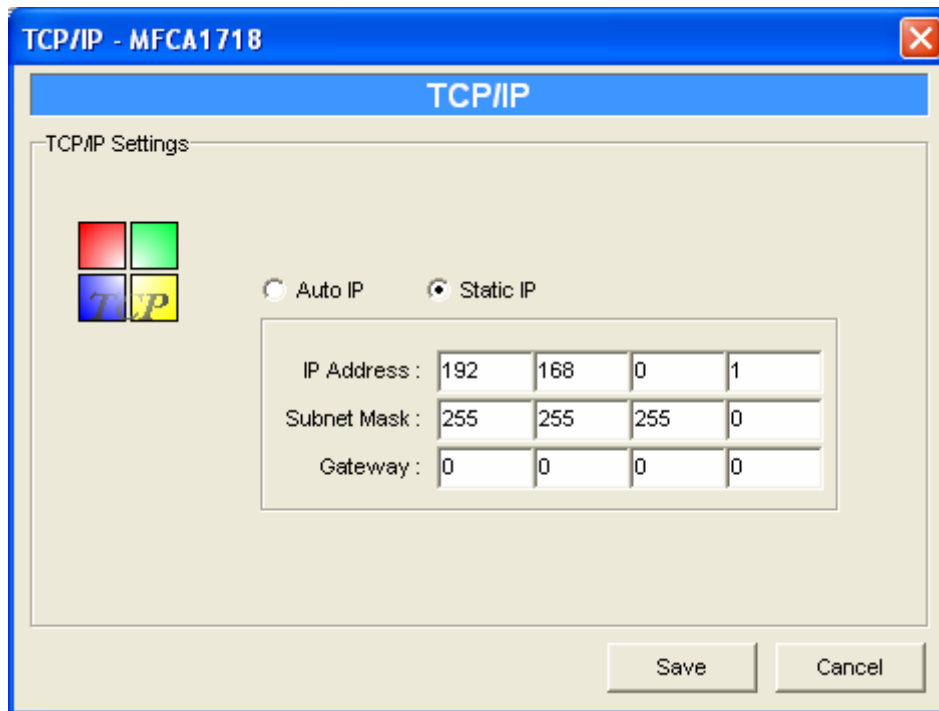 TCP/IP - MFCA1718
TCP/IP
TCP/IP Settings
TCP
Auto IP Static IP
IP Address : 192 168 0 1
Subnet Mask : 255 255 255 0
Gateway : 0 0 0 0
Save Cancel